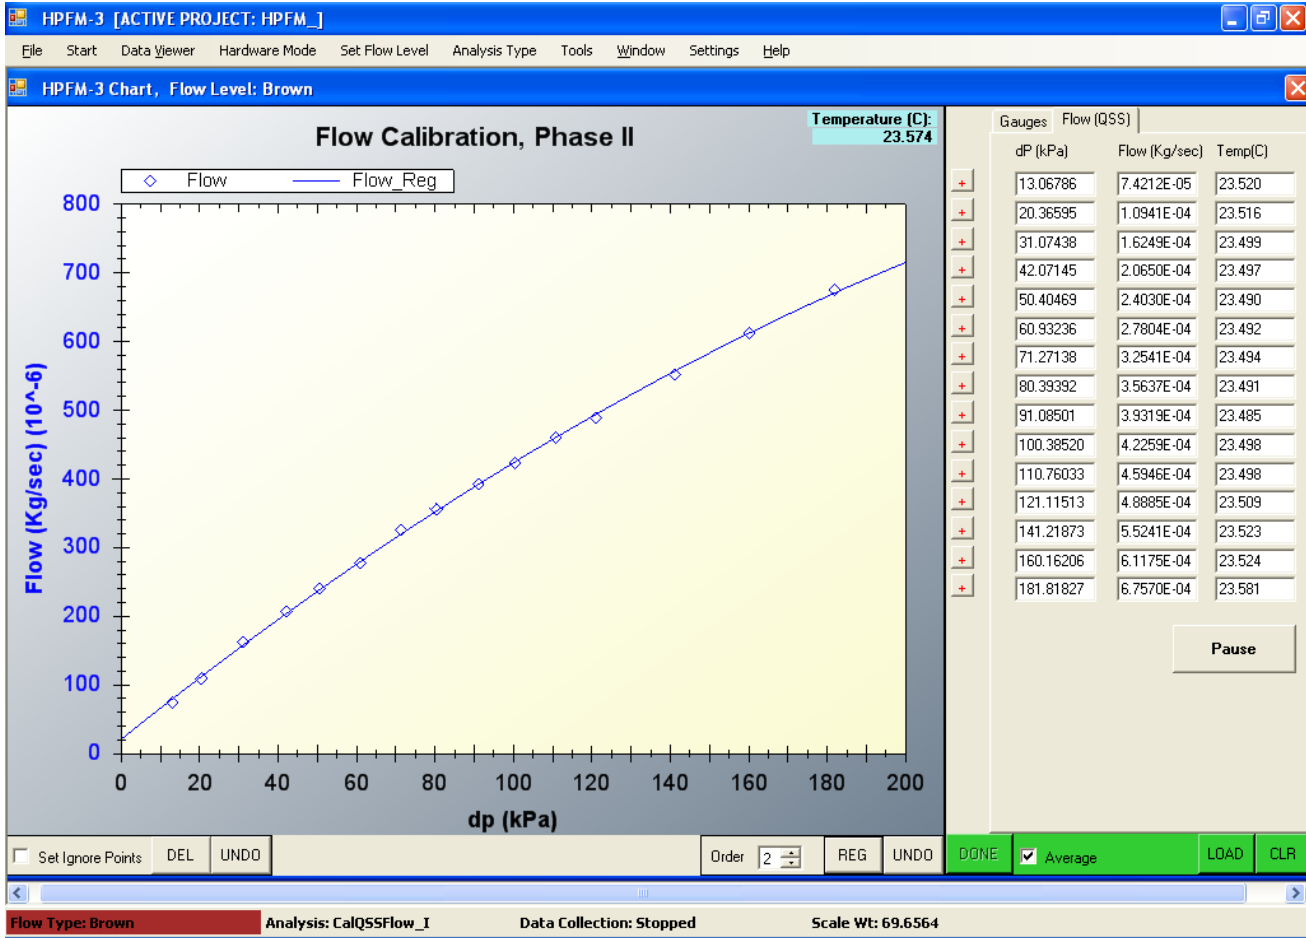 HPFM-3 [ACTIVE PROJECT: HPFM_]
File Start Data Viewer Hardware Mode Set Flow Level Analysis Type Tools Window Settings Help
HPFM-3 Chart, Flow Level: Brown
Flow Calibration, Phase II
Temperature (C):
23.574
Flow Flow_Reg
800
700
600
500
400
300
200
100
0
Flow (Kg/sec) (10^-6)
0 20 40 60 80 100 120 140 160 180 200
dp (kPa)
Gauges Flow (QSS)
dP (kPa) Flow (Kg/sec) Temp(C)
+ 13.06786 7.4212E-05 23.520
+ 20.36595 1.0941E-04 23.516
+ 31.07438 1.6249E-04 23.499
+ 42.07145 2.0650E-04 23.497
+ 50.40469 2.4030E-04 23.490
+ 60.93236 2.7804E-04 23.492
+ 71.27138 3.2541E-04 23.494
+ 80.39392 3.5637E-04 23.491
+ 91.08501 3.9319E-04 23.485
+ 100.38520 4.2259E-04 23.498
+ 110.76033 4.5946E-04 23.498
+ 121.11513 4.8885E-04 23.509
+ 141.21873 5.5241E-04 23.523
+ 160.16206 6.1175E-04 23.524
+ 181.81827 6.7570E-04 23.581
Pause
Set Ignore Points DEL UNDO Order 2 REG UNDO DONE Average LOAD CLR
Flow Type: Brown Analysis: CalQSSFlow_I Data Collection: Stopped Scale Wt: 69.6564